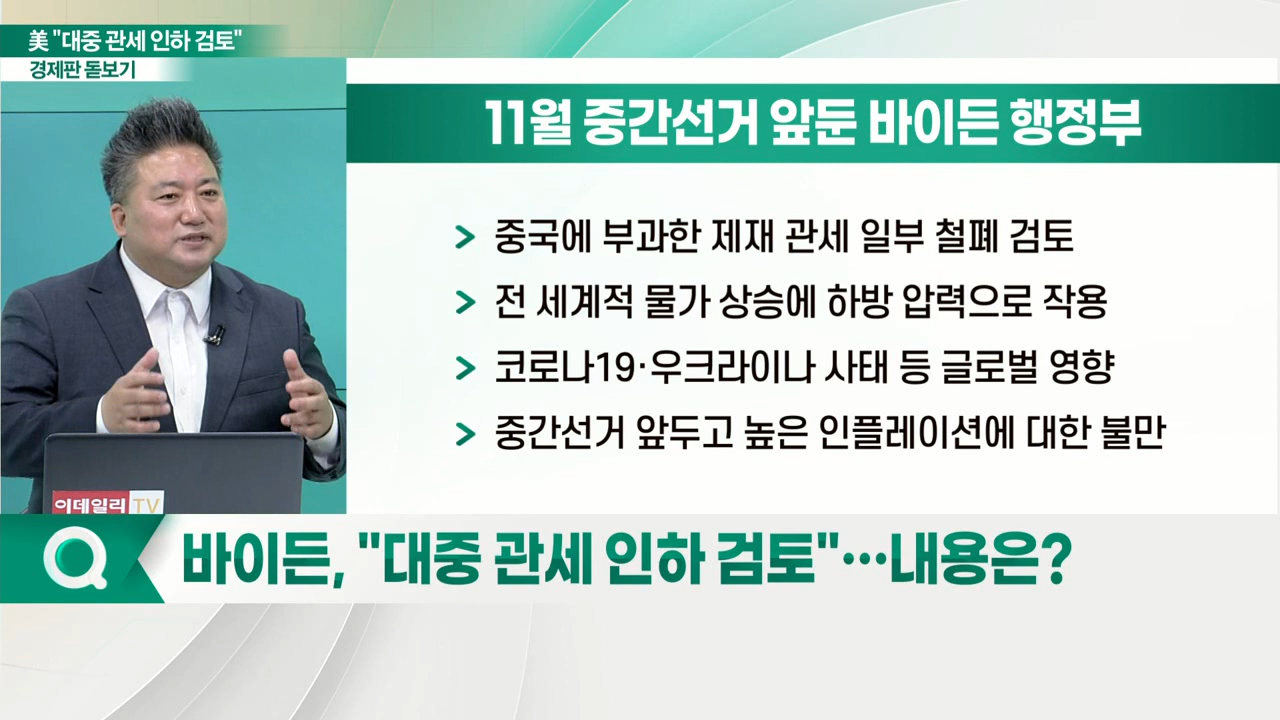 美 "대중 관세 인하 검토"
경제판 돋보기
11월 중간선거 앞둔 바이든 행정부
> 중국에 부과한 제재 관세 일부 철폐 검토
> 전 세계적 물가 상승에 하방 압력으로 작용
> 코로나19·우크라이나 사태 등 글로벌 영향
> 중간선거 앞두고 높은 인플레이션에 대한 불만
이데일리 TV
Q 바이든, "대중 관세 인하 검토"…내용은?